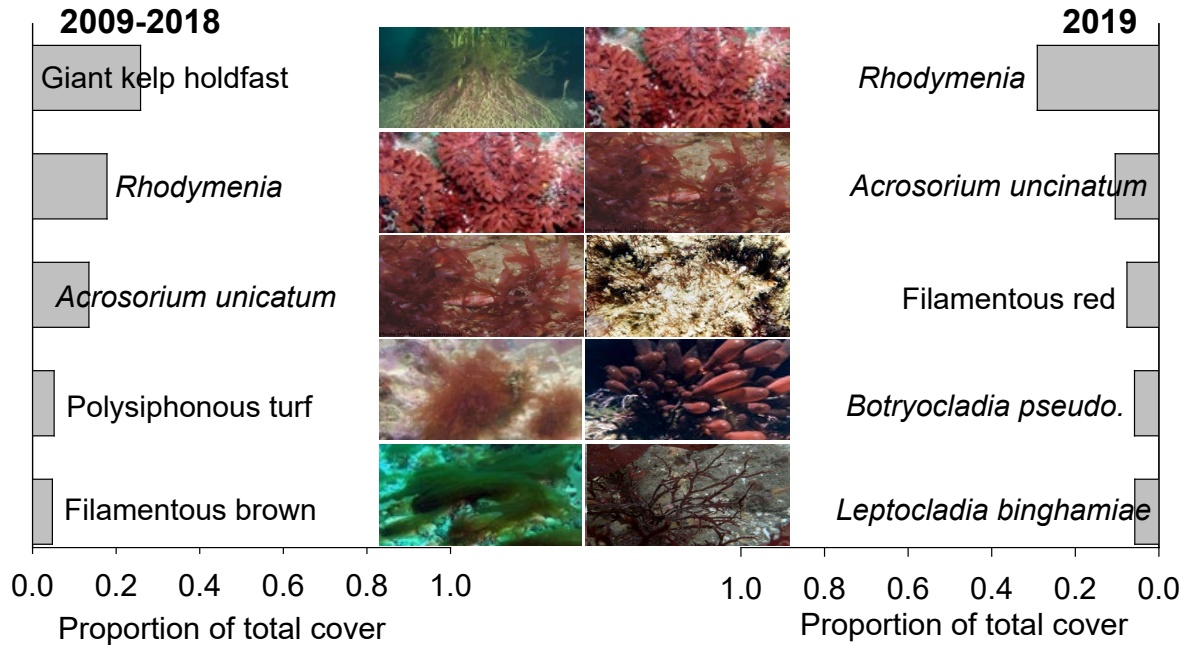 2009-2018
Giant kelp holdfast
Rhodymenia
Acrosorium unicatum
Polysiphonous turf
Filamentous brown
0.0 0.2 0.4 0.6 0.8 1.0
Proportion of total cover
2019
Rhodymenia
Acrosorium uncinatum
Filamentous red
Botryocladia pseudo.
Leptocladia binghamiae
1.0 0.8 0.6 0.4 0.2 0.0
Proportion of total cover